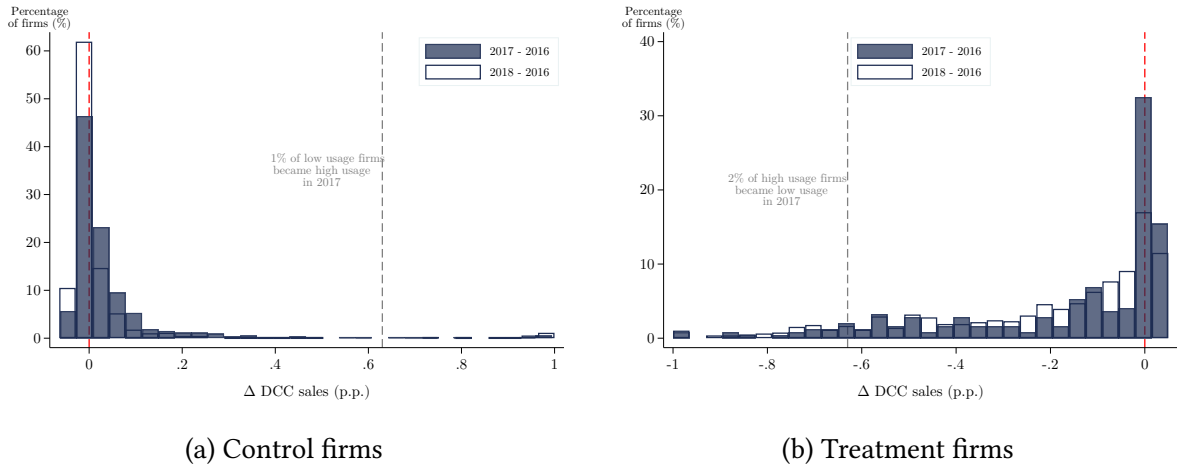 Percentage
of firms (%)
60
50
40
30
20
10
0
2017 - 2016
2018 - 2016
1% of low usage firms
became high usage
in 2017
0
.2
.4
.6
.8
1
Δ DCC sales (p.p.)
(a) Control firms
Percentage
of firms (%)
40
30
20
10
0
2017 - 2016
2018 - 2016
2% of high usage firms
became low usage
in 2017
-1
-.8
-.6
-.4
-.2
0
Δ DCC sales (p.p.)
(b) Treatment firms